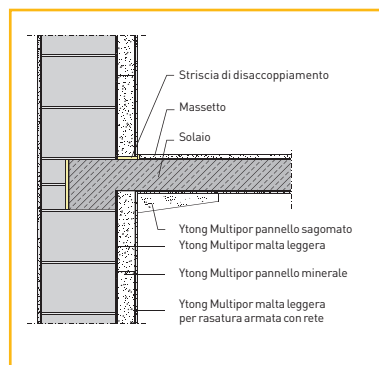 Striscia di disaccoppiamento
Massetto
Solaio
Ytong Multipor pannello sagomato
Ytong Multipor malta leggera
Ytong Multipor pannello minerale
Ytong Multipor malta leggera
per rasatura armata con rete